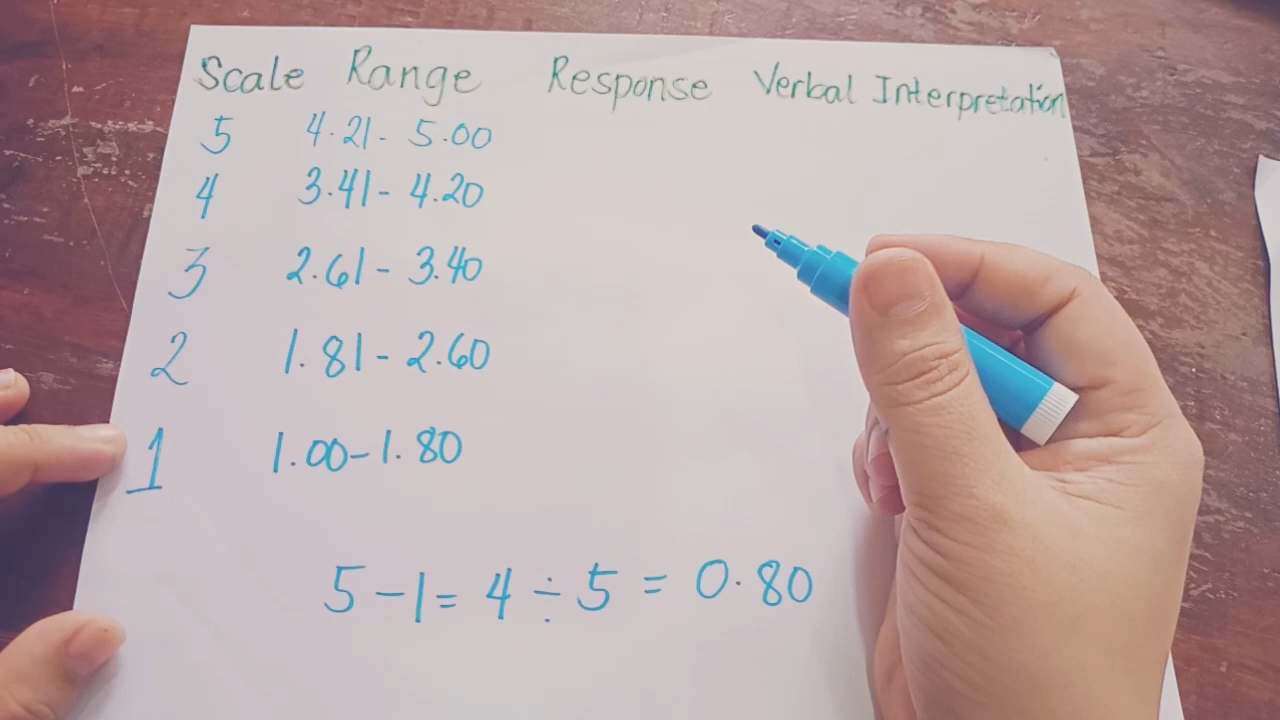 Scale Range Response Verbal Interpretation
5 4.21 - 5.00
4 3.41 - 4.20
3 2.61 - 3.40
2 1.81 - 2.60
1 1.00 - 1.80
5 - 1 = 4 ÷ 5 = 0.80